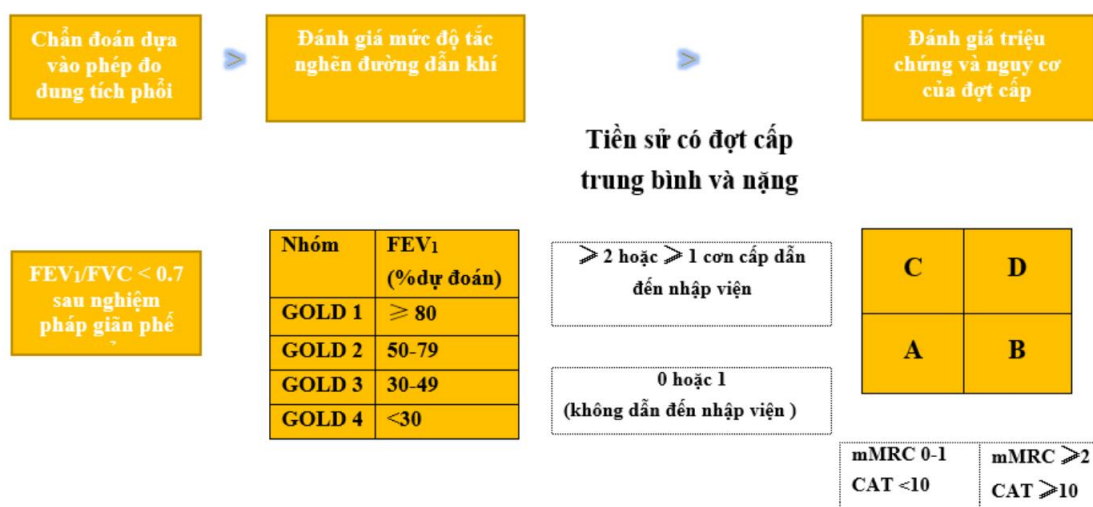 Chẩn đoán dựa
vào phép đo
dung tích phổi
>
Đánh giá mức độ tắc
nghẽn đường dẫn khí
>
Đánh giá triệu
chứng và nguy cơ
của đợt cấp
Tiền sử có đợt cấp
trung bình và nặng
FEV₁/FVC < 0.7
sau nghiệm
pháp giãn phế
Nhóm FEV₁
(%dự đoán)
GOLD 1 ⩾ 80
GOLD 2 50-79
GOLD 3 30-49
GOLD 4 <30
⩾ 2 hoặc ⩾ 1 cơn cấp dẫn
đến nhập viện
0 hoặc 1
(không dẫn đến nhập viện )
C D
A B
mMRC 0-1
CAT <10
mMRC ⩾2
CAT ⩾10